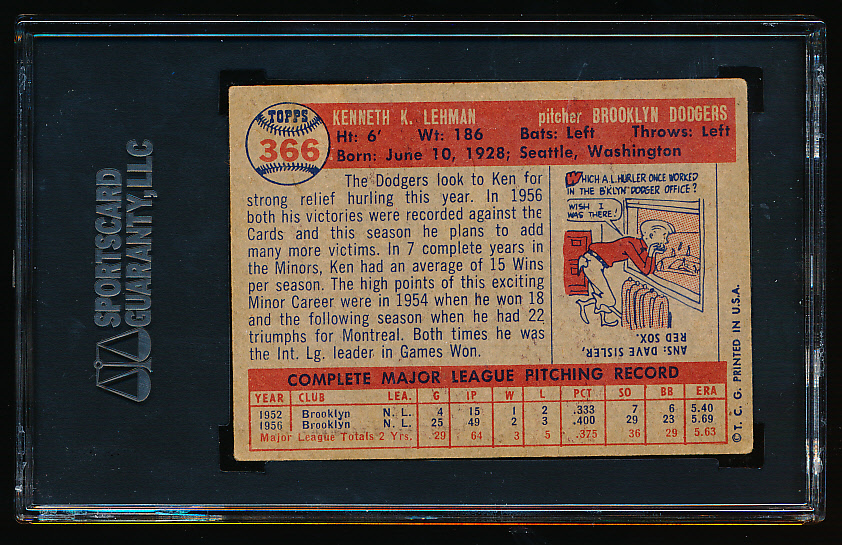 SPORTSCARD
GUARANTY, LLC
TOPPS
366
KENNETH K. LEHMAN pitcher BROOKLYN DODGERS
Ht: 6' Wt: 186 Bats: Left Throws: Left
Born: June 10, 1928; Seattle, Washington
The Dodgers look to Ken for
strong relief hurling this year. In 1956
both his victories were recorded against the
Cards and this season he plans to add
many more victims. In 7 complete years in
the Minors, Ken had an average of 15 Wins
per season. The high points of this exciting
Minor Career were in 1954 when he won 18
and the following season when he had 22
triumphs for Montreal. Both times he was
the Int. Lg. leader in Games Won.
WHICH A.L. HURLER ONCE WORKED
IN THE B'KLYN DODGER OFFICE?
WISH I
WAS THERE!
ANS: DAVE SISLER,
RED SOX.
COMPLETE MAJOR LEAGUE PITCHING RECORD
YEAR CLUB LEA. G IP W L PCT SO BB ERA
1952 Brooklyn N. L. 4 15 1 2 .333 7 6 5.40
1956 Brooklyn N. L. 25 49 2 3 .400 29 23 5.69
Major League Totals 2 Yrs. 29 64 3 5 .375 36 29 5.63
© T. C. G. PRINTED IN U.S.A.